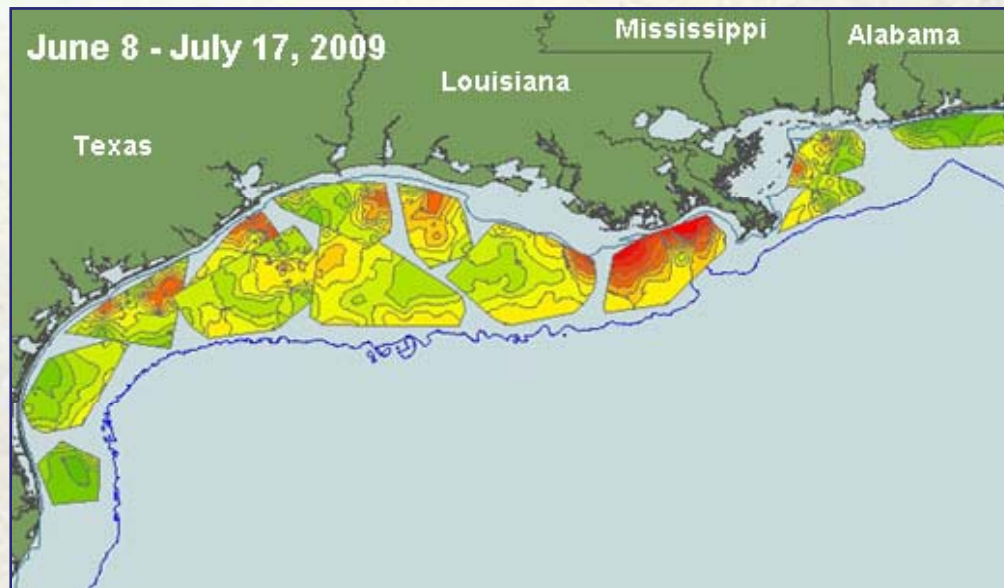 June 8 - July 17, 2009
Mississippi
Alabama
Louisiana
Texas